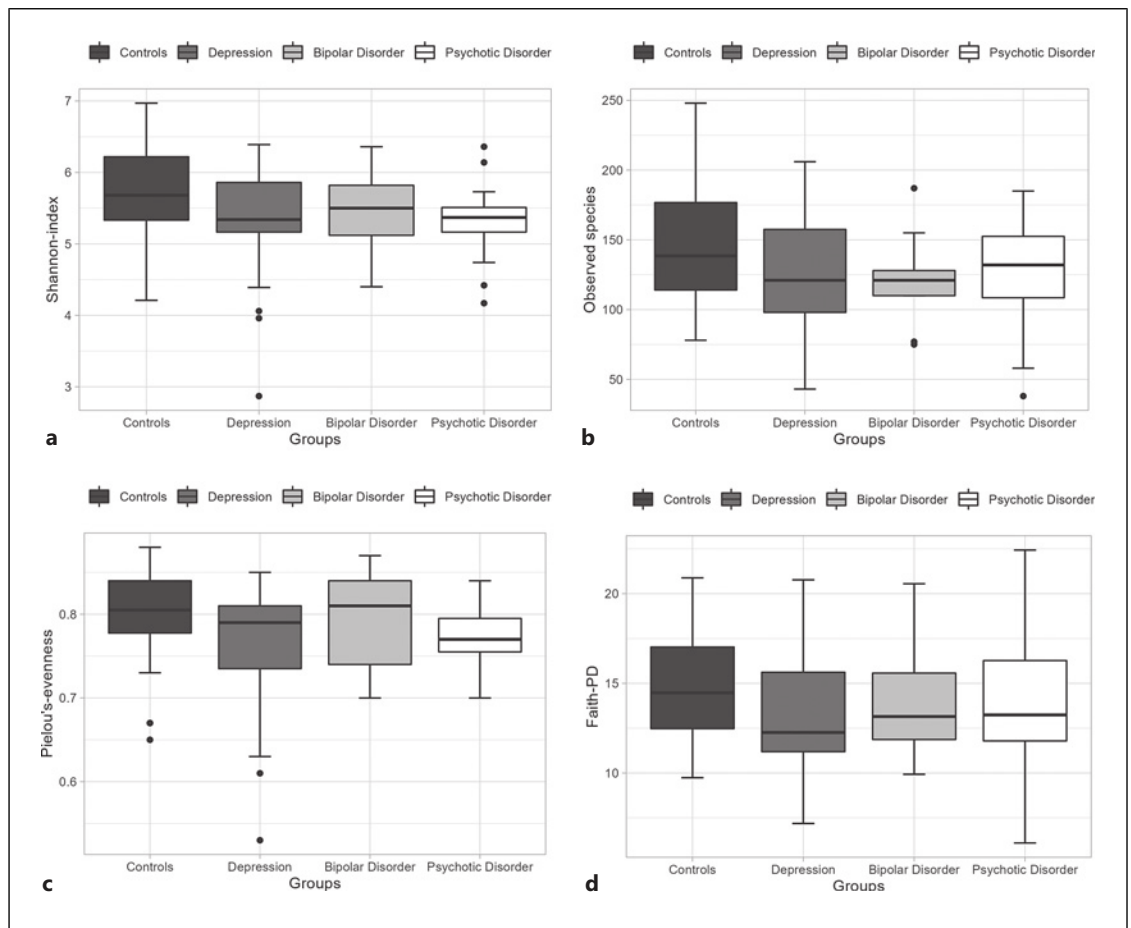 Controls Depression Bipolar Disorder Psychotic Disorder
7
6
5
4
3
Shannon-index
Controls Depression Bipolar Disorder Psychotic Disorder
Groups
a
Controls Depression Bipolar Disorder Psychotic Disorder
250
200
150
100
50
Observed species
Controls Depression Bipolar Disorder Psychotic Disorder
Groups
b
Controls Depression Bipolar Disorder Psychotic Disorder
0.8
0.7
0.6
Pielou's-evenness
Controls Depression Bipolar Disorder Psychotic Disorder
Groups
c
Controls Depression Bipolar Disorder Psychotic Disorder
20
15
10
Faith-PD
Controls Depression Bipolar Disorder Psychotic Disorder
Groups
d